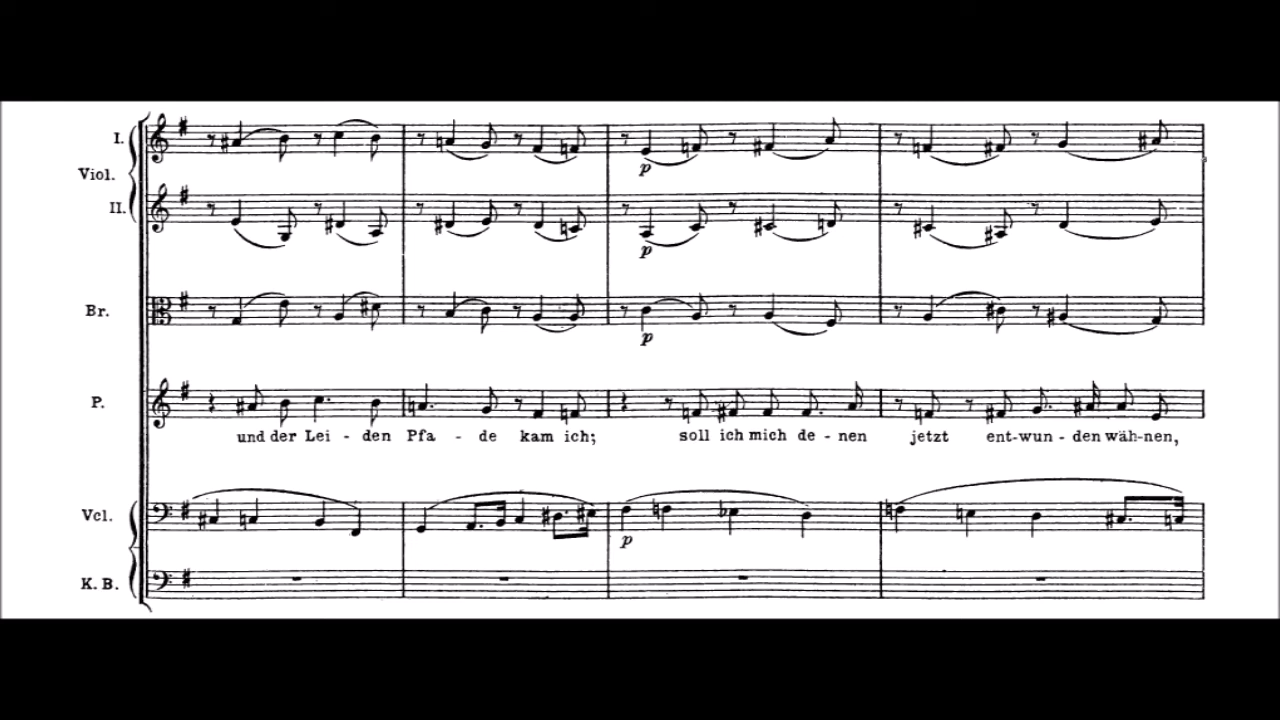 I.
Viol.
II.
p
p
Br.
p
P.
und der Lei - den Pfa - de kam ich; soll ich mich de - nen jetzt ent-wun - den wäh-nen,
Vcl.
p
K. B.